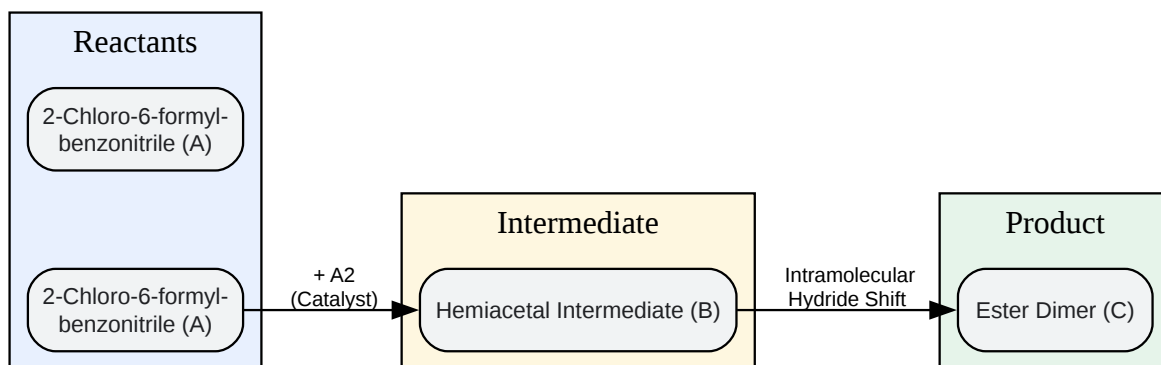 Reactants
2-Chloro-6-formyl-
benzonitrile (A)
2-Chloro-6-formyl-
benzonitrile (A)
+ A2
(Catalyst)
Intermediate
Hemiacetal Intermediate (B)
Intramolecular
Hydride Shift
Product
Ester Dimer (C)